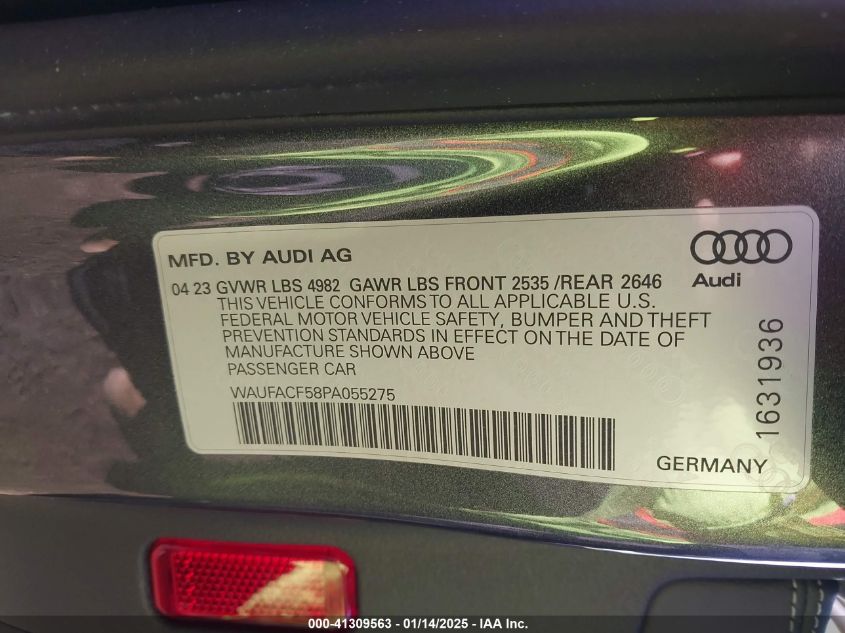 MFD. BY AUDI AG
Audi
04 23 GVWR LBS 4982 GAWR LBS FRONT 2535 /REAR 2646
THIS VEHICLE CONFORMS TO ALL APPLICABLE U.S.
FEDERAL MOTOR VEHICLE SAFETY, BUMPER AND THEFT
PREVENTION STANDARDS IN EFFECT ON THE DATE OF
MANUFACTURE SHOWN ABOVE
PASSENGER CAR
WAUFACF58PA055275
1631936
GERMANY
000-41309563 - 01/14/2025 - IAA Inc.